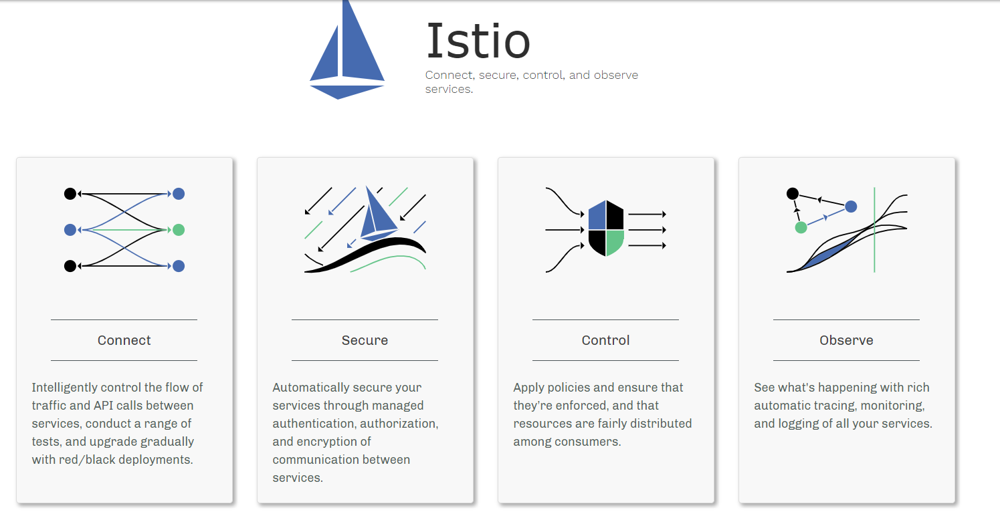 Istio
Connect, secure, control, and observe
services.
Connect
Intelligently control the flow of
traffic and API calls between
services, conduct a range of
tests, and upgrade gradually
with red/black deployments.
Secure
Automatically secure your
services through managed
authentication, authorization,
and encryption of
communication between
services.
Control
Apply policies and ensure that
they're enforced, and that
resources are fairly distributed
among consumers.
Observe
See what's happening with rich
automatic tracing, monitoring,
and logging of all your services.